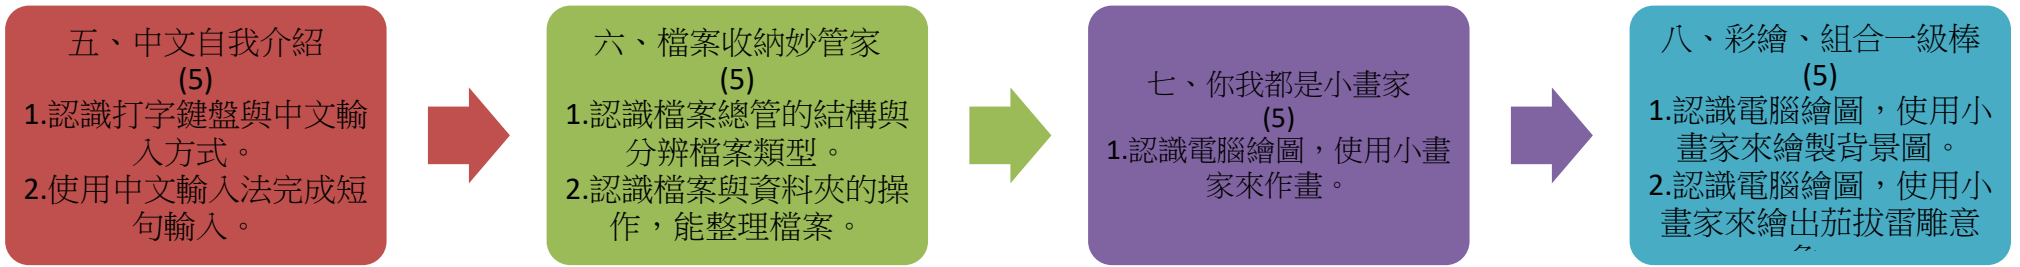 五、中文自我介紹
(5)
1.認識打字鍵盤與中文輸
入方式。
2.使用中文輸入法完成短
句輸入。
六、檔案收納妙管家
(5)
1.認識檔案總管的結構與
分辨檔案類型。
2.認識檔案與資料夾的操
作，能整理檔案。
七、你我都是小畫家
(5)
1.認識電腦繪圖，使用小畫
家來作畫。
八、彩繪、組合一級棒
(5)
1.認識電腦繪圖，使用小
畫家來繪製背景圖。
2.認識電腦繪圖，使用小
畫家來繪出茄拔雷雕意